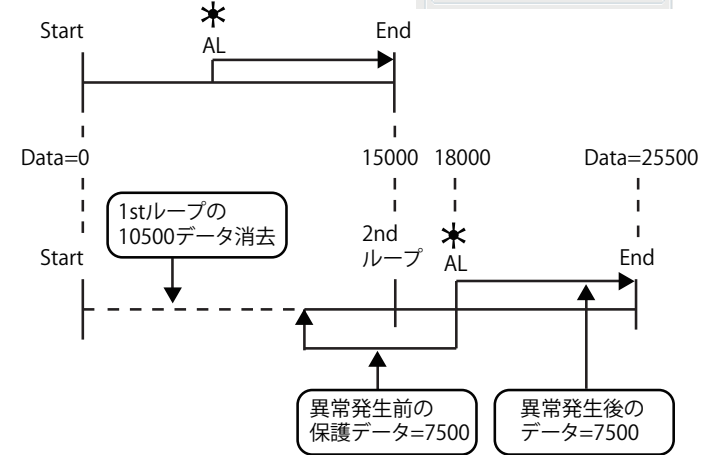 Start
AL
End
Data=0
15000
18000
Data=25500
1stループの
10500データ消去
Start
2nd
ループ
AL
End
異常発生前の
保護データ=7500
異常発生後の
データ=7500